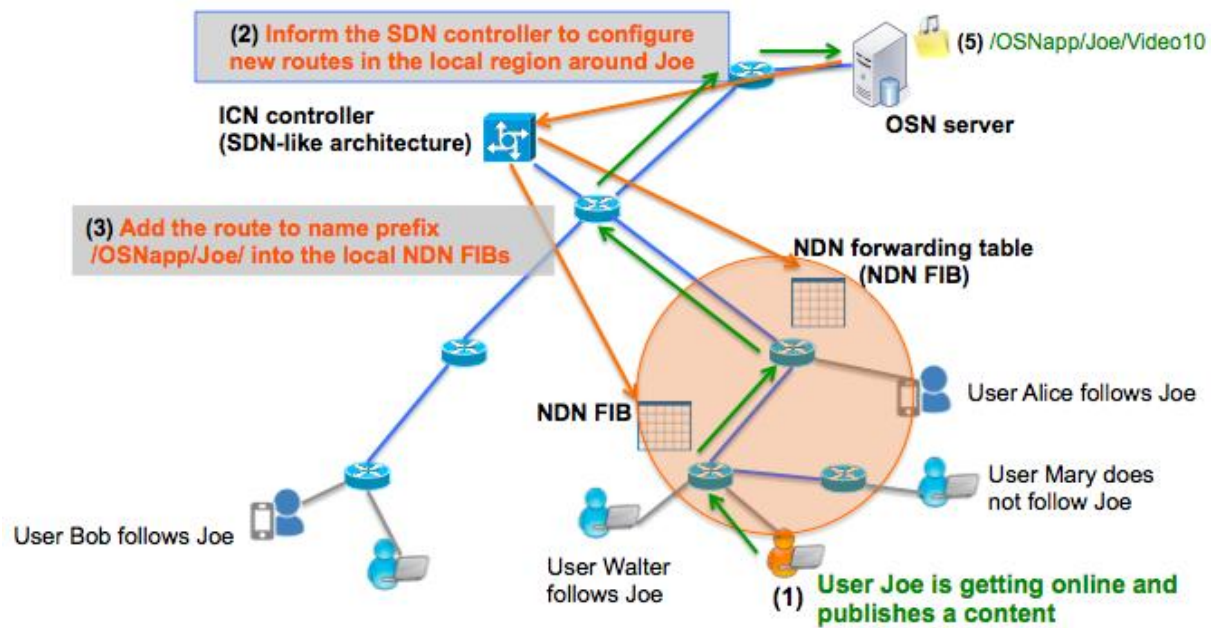 (2) Inform the SDN controller to configure
new routes in the local region around Joe
(5) /OSNapp/Joe/Video10
ICN controller
(SDN-like architecture)
OSN server
(3) Add the route to name prefix
/OSNapp/Joe/ into the local NDN FIBs
NDN forwarding table
(NDN FIB)
NDN FIB
User Alice follows Joe
User Mary does
not follow Joe
User Bob follows Joe
User Walter
follows Joe
(1) User Joe is getting online and
publishes a content